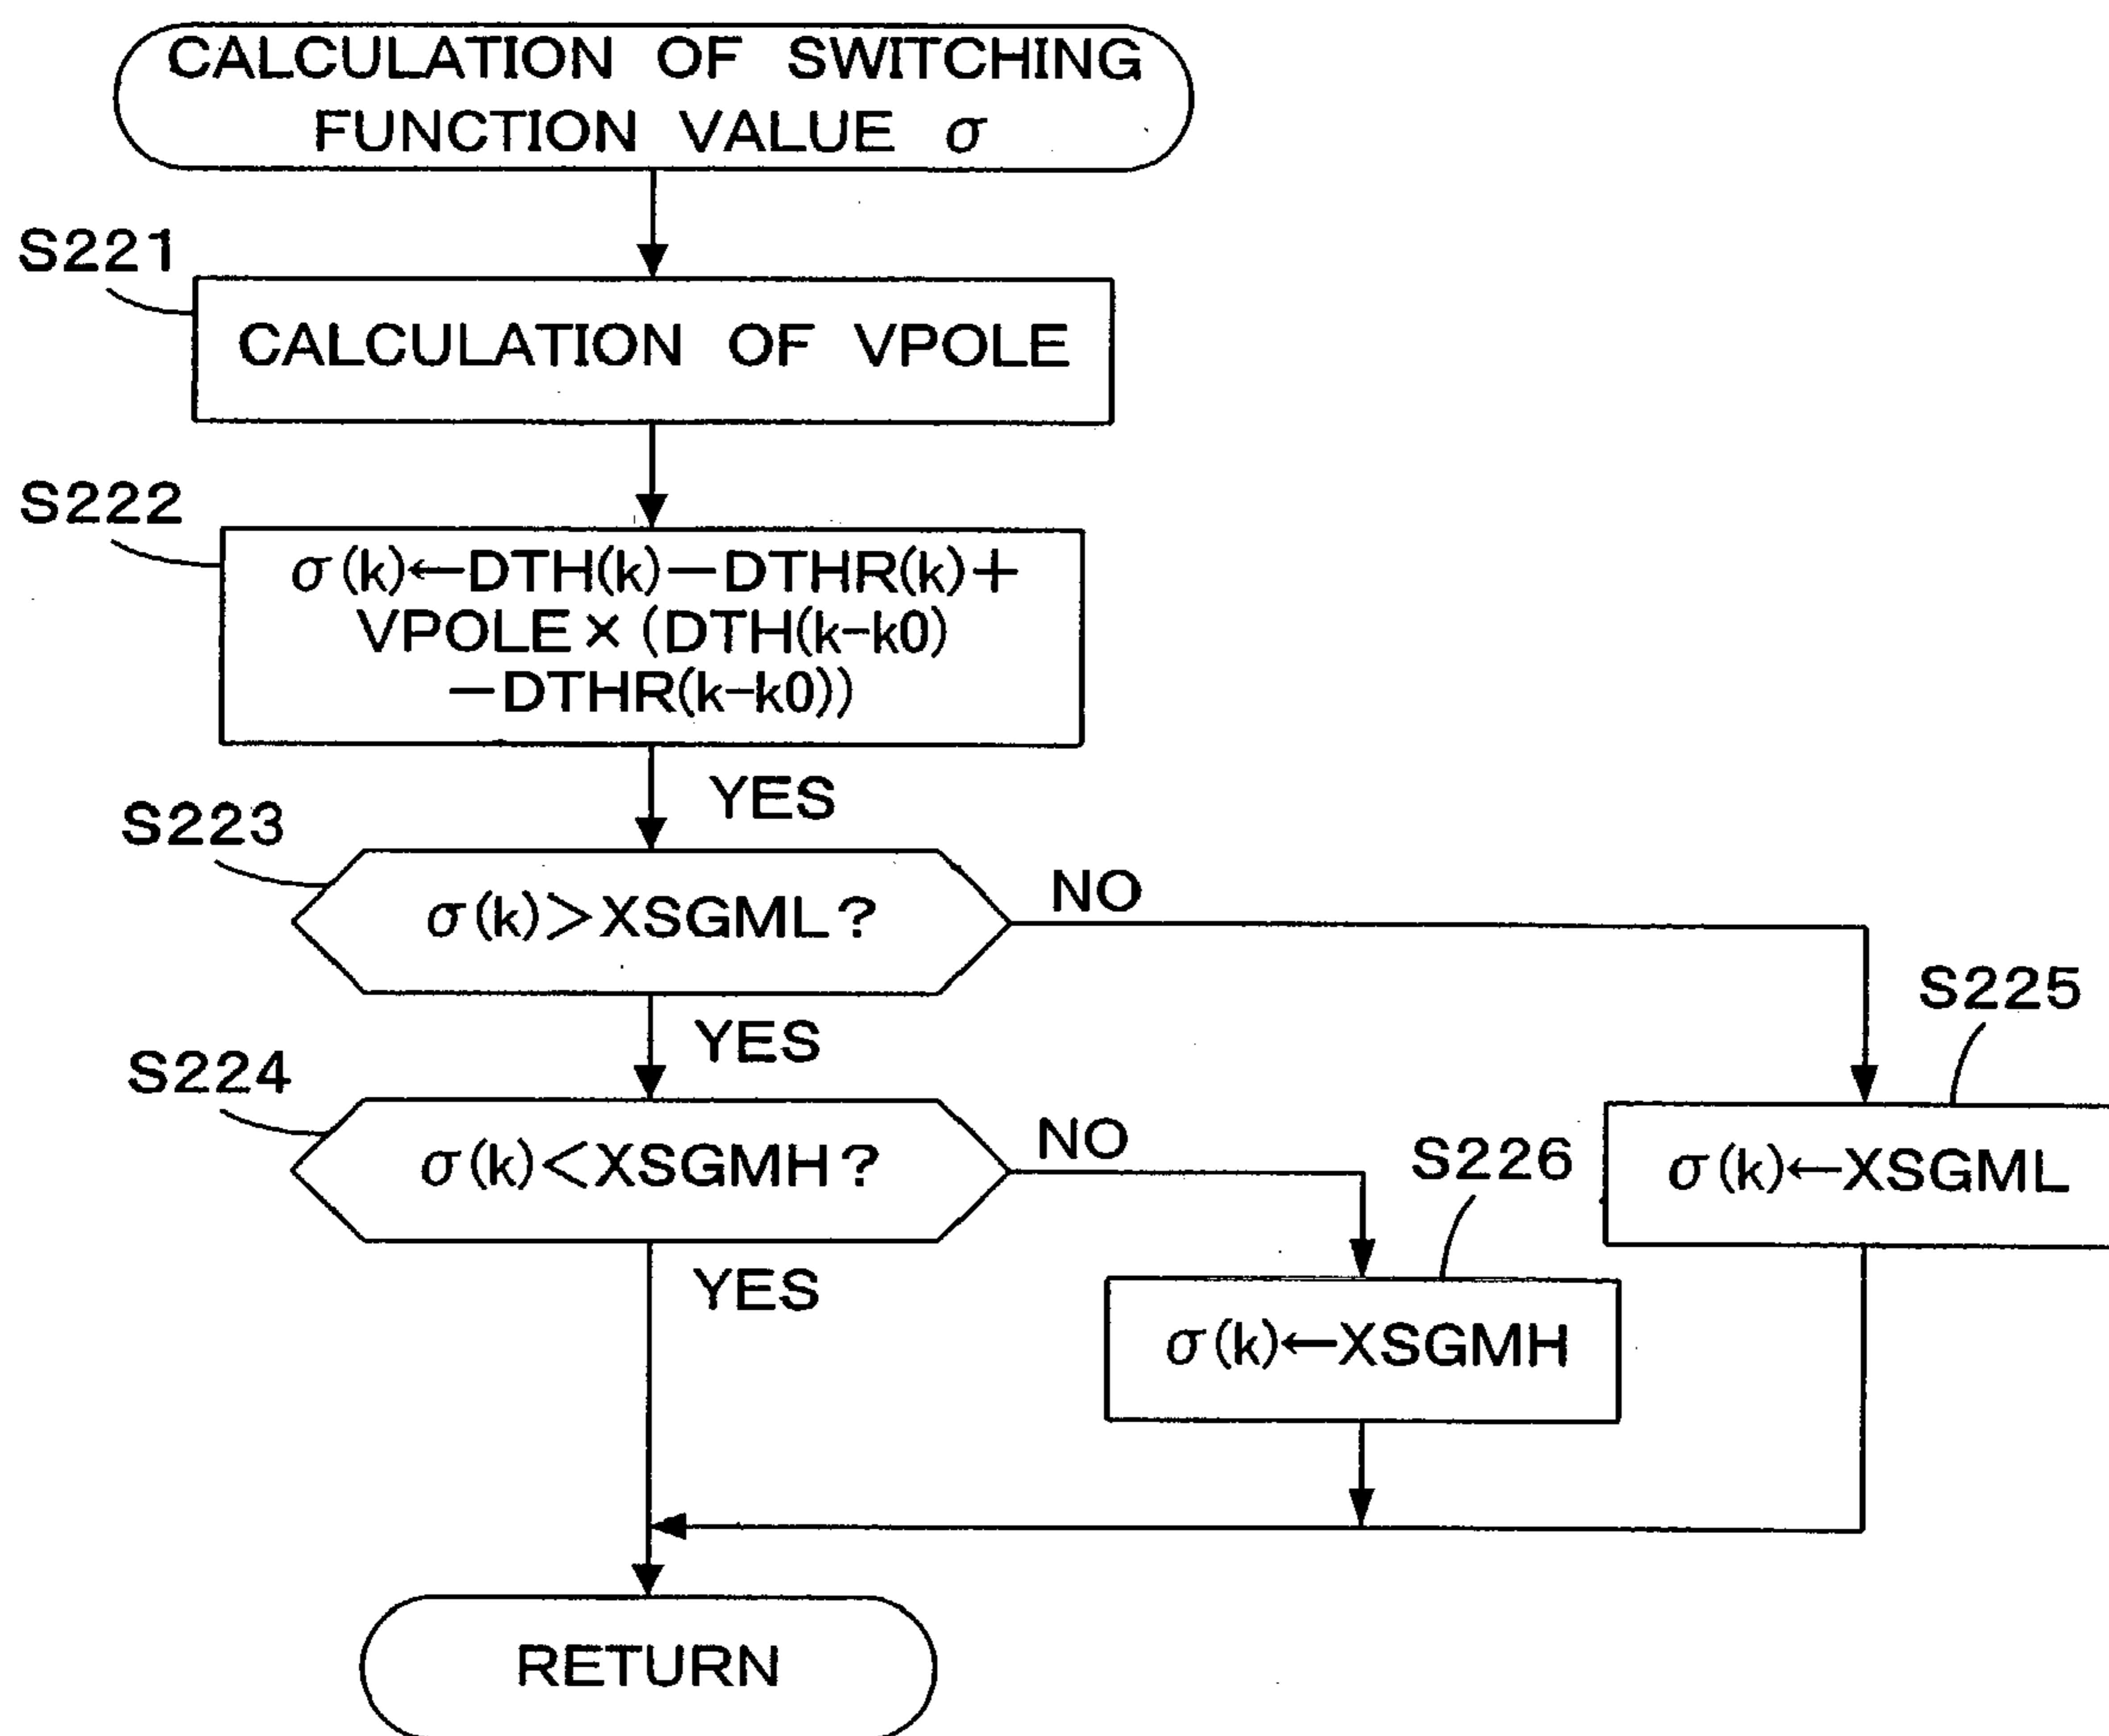 CALCULATION OF SWITCHING
FUNCTION VALUE σ
S221
CALCULATION OF VPOLE
S222
σ(k)←DTH(k)−DTHR(k)+
VPOLE×(DTH(k−k0)
−DTHR(k−k0))
YES
S223
σ(k)>XSGML?
NO
YES
S224
σ(k)<XSGMH?
NO
YES
S225
σ(k)←XSGML
S226
σ(k)←XSGMH
RETURN